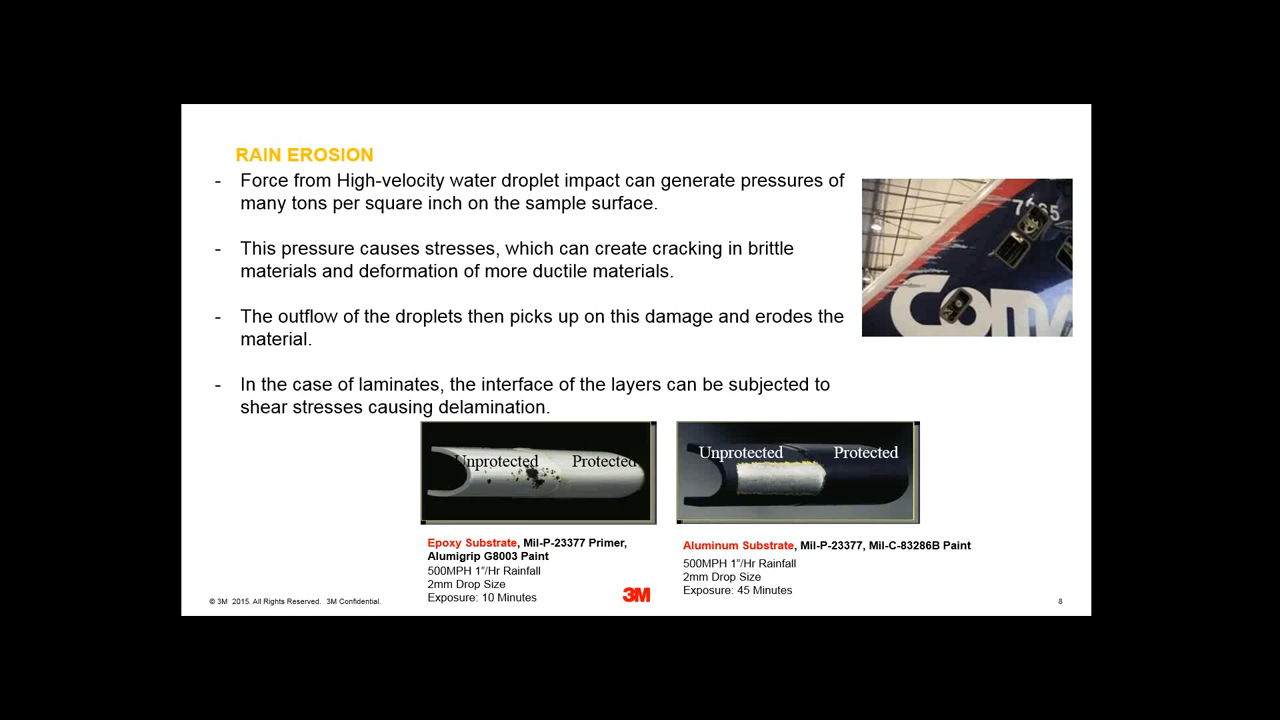 RAIN EROSION
- Force from High-velocity water droplet impact can generate pressures of
many tons per square inch on the sample surface.
- This pressure causes stresses, which can create cracking in brittle
materials and deformation of more ductile materials.
- The outflow of the droplets then picks up on this damage and erodes the
material.
- In the case of laminates, the interface of the layers can be subjected to
shear stresses causing delamination.
Unprotected Protected
Unprotected Protected
Epoxy Substrate, Mil-P-23377 Primer,
Alumigrip G8003 Paint
500MPH 1"/Hr Rainfall
2mm Drop Size
Exposure: 10 Minutes
Aluminum Substrate, Mil-P-23377, Mil-C-83286B Paint
500MPH 1"/Hr Rainfall
2mm Drop Size
Exposure: 45 Minutes
© 3M 2015. All Rights Reserved. 3M Confidential.
3M
8